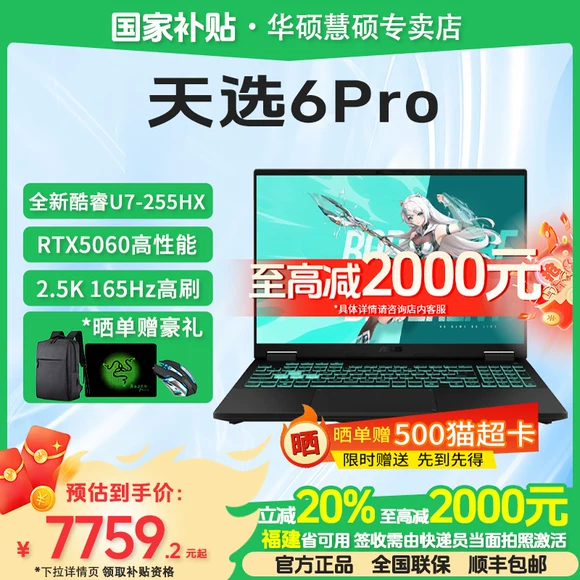 国家补贴·华硕慧硕专卖店
天选6Pro
全新酷睿U7-255HX
RTX5060高性能
2.5K 165Hz高刷
*晒单赠豪礼
至高减2000元
*具体详情请咨询店内客服
RAZER
晒
晒单赠 500猫超卡
限时赠送 先到先得
预估到手价:
¥7759.2元起
*下拉详情页 领取补贴资格
立减20%至高减2000元
福建省可用 签收需由快递员当面拍照激活
官方正品 全国联保 顺丰包邮